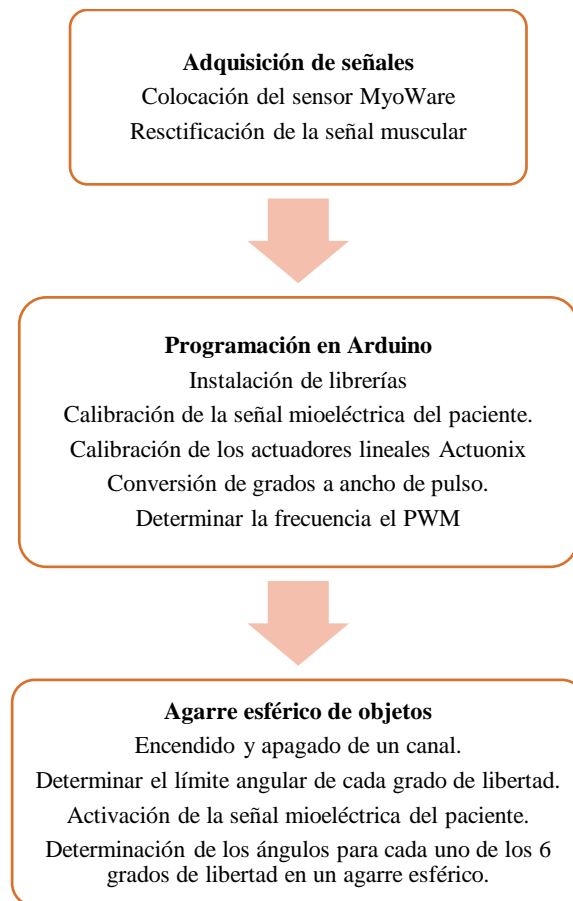 Adquisición de señales
Colocación del sensor MyoWare
Resctificación de la señal muscular
Programación en Arduino
Instalación de librerías
Calibración de la señal mioeléctrica del paciente.
Calibración de los actuadores lineales Actuonix
Conversión de grados a ancho de pulso.
Determinar la frecuencia el PWM
Agarre esférico de objetos
Encendido y apagado de un canal.
Determinar el límite angular de cada grado de libertad.
Activación de la señal mioeléctrica del paciente.
Determinación de los ángulos para cada uno de los 6
grados de libertad en un agarre esférico.